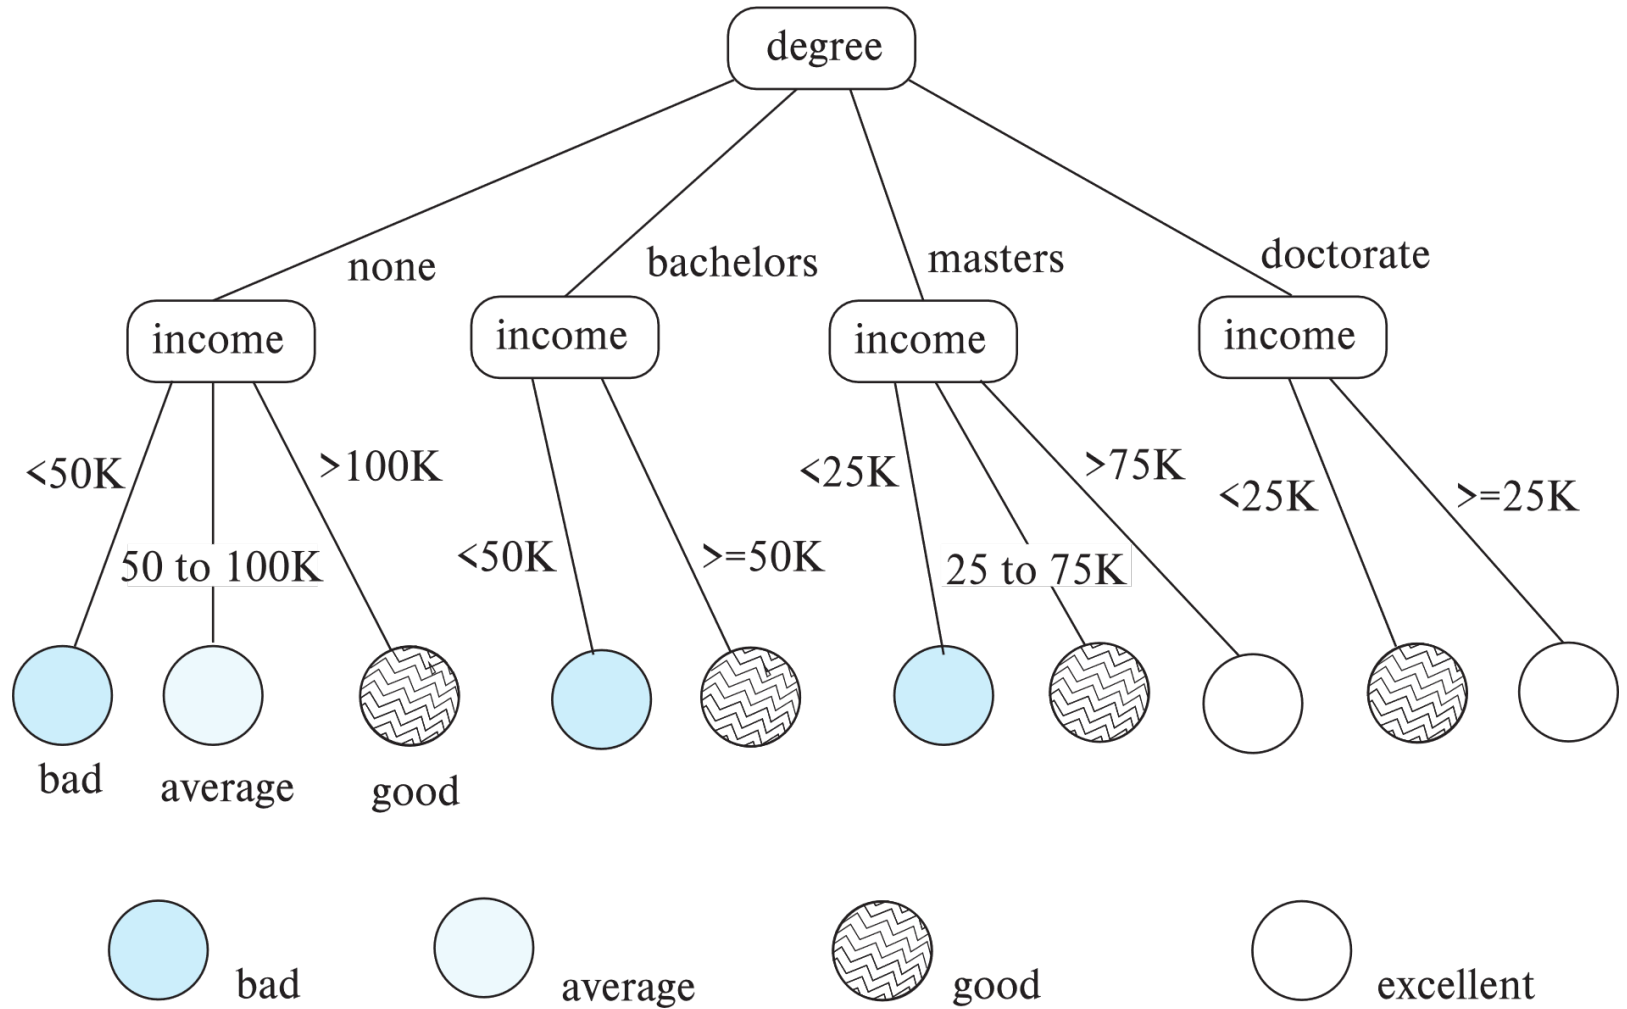 degree
none
bachelors
masters
doctorate
income
income
income
income
<50K
50 to 100K
>100K
<50K
>=50K
<25K
25 to 75K
>75K
<25K
>=25K
bad
average
good
bad
average
good
excellent